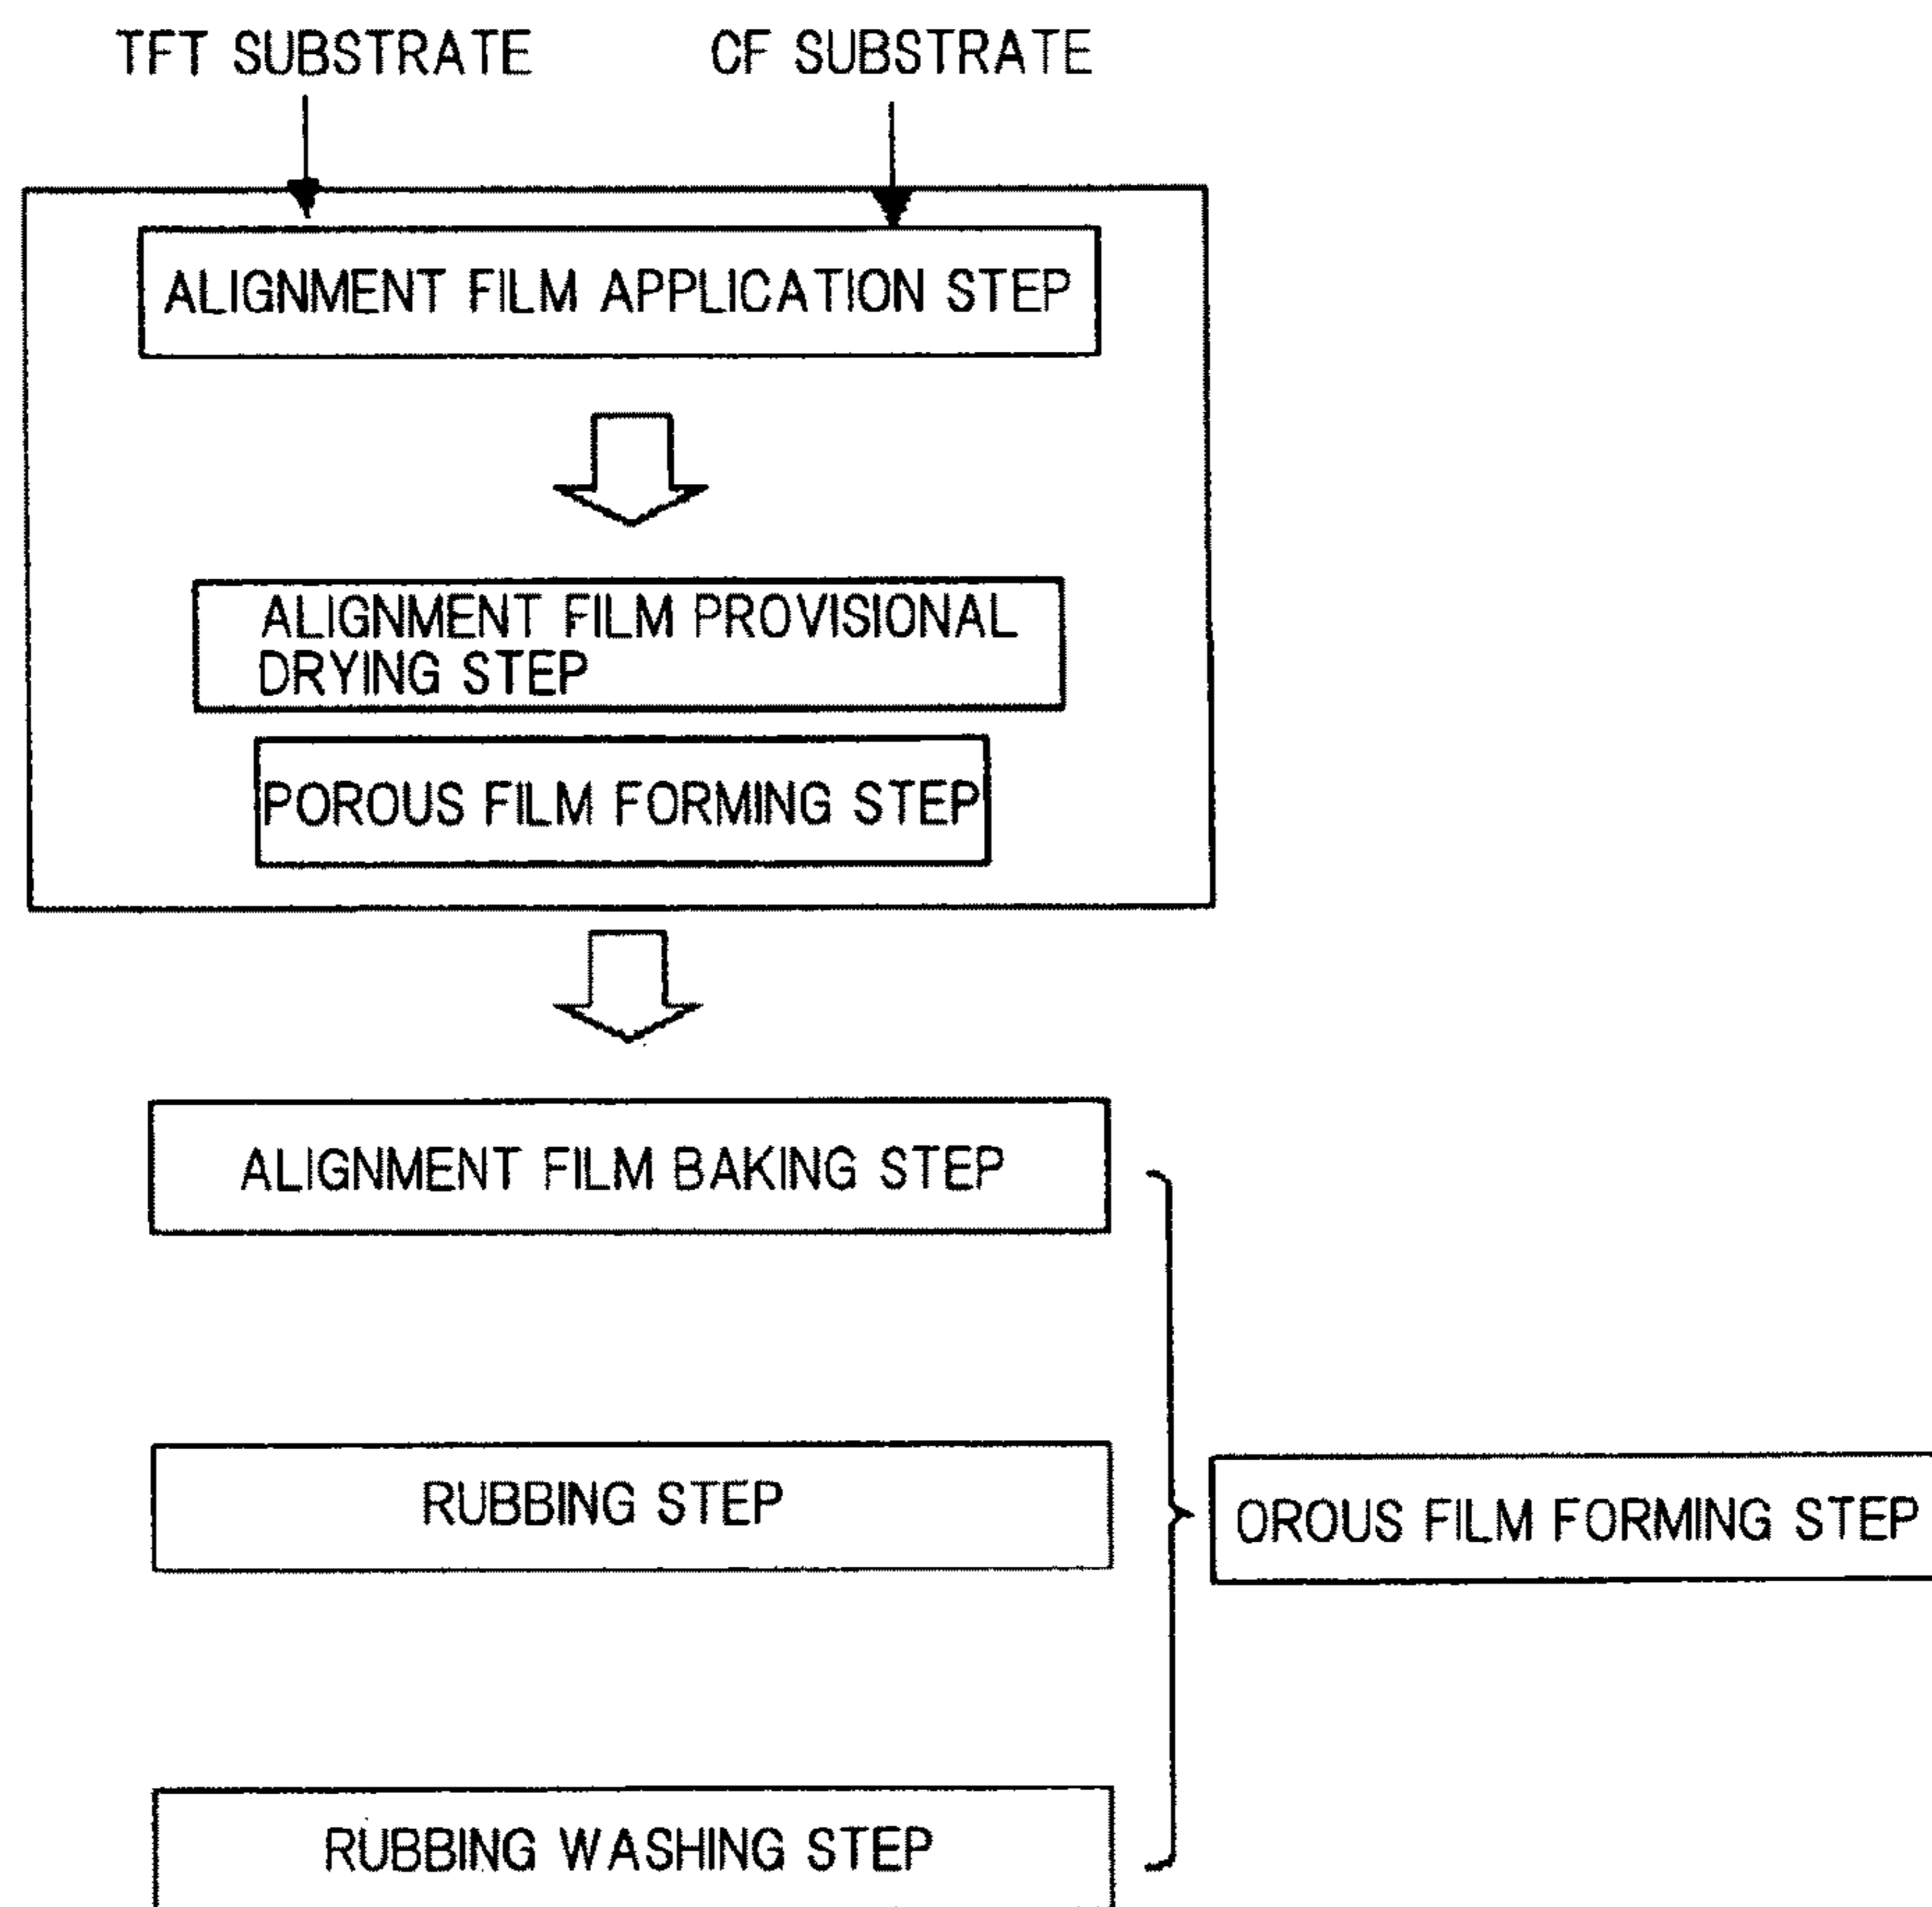 TFT SUBSTRATE
CF SUBSTRATE
ALIGNMENT FILM APPLICATION STEP
ALIGNMENT FILM PROVISIONAL
DRYING STEP
POROUS FILM FORMING STEP
ALIGNMENT FILM BAKING STEP
RUBBING STEP
OROUS FILM FORMING STEP
RUBBING WASHING STEP